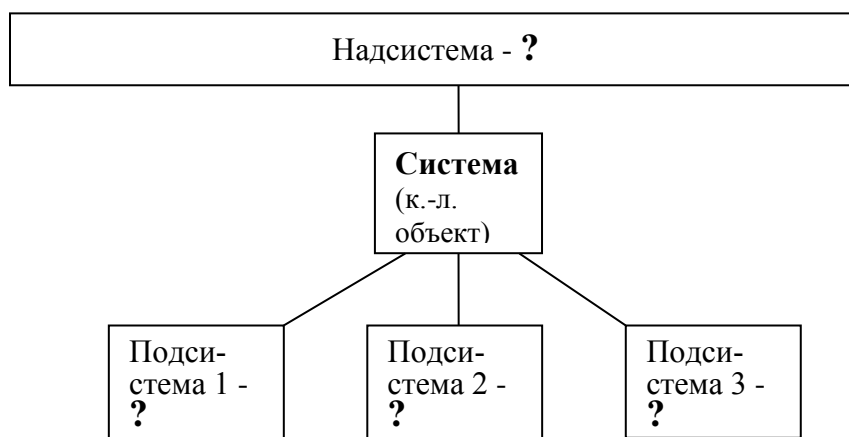 Надсистема - ?
Система
(к.-л.
объект)
Подси-
стема 1 -
?
Подси-
стема 2 -
?
Подси-
стема 3 -
?